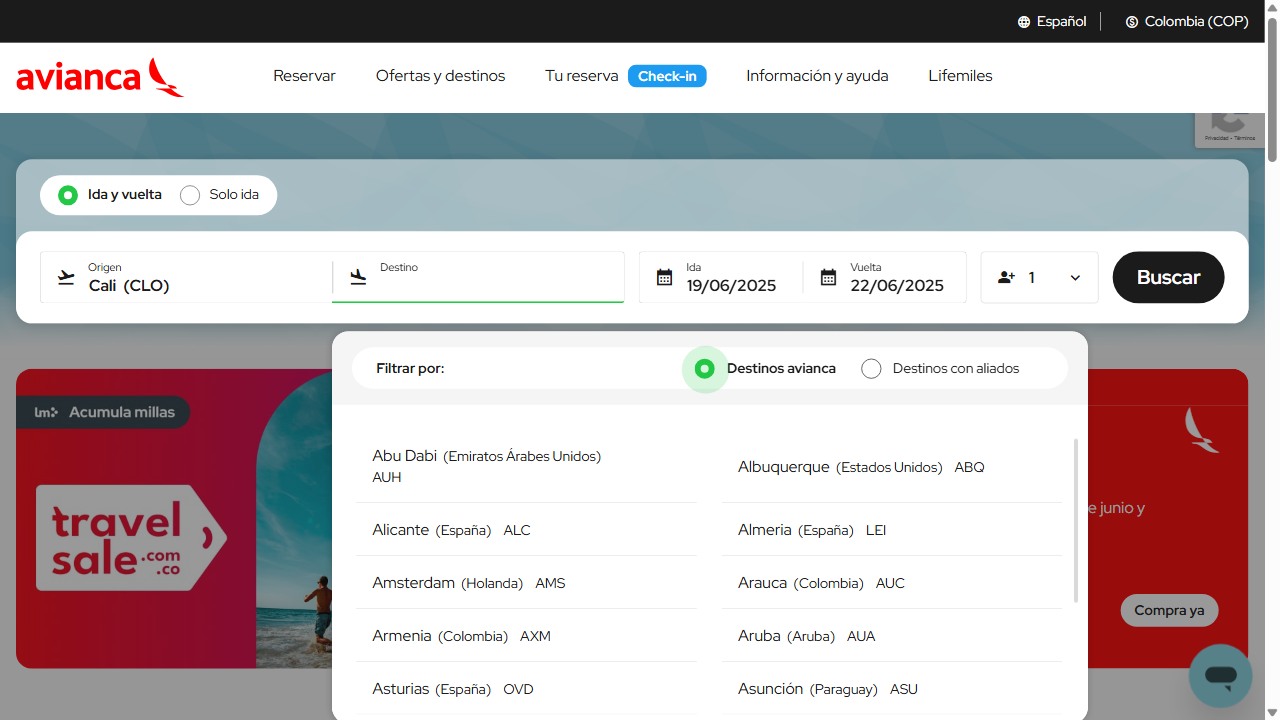 Español
Colombia (COP)
avianca
Reservar
Ofertas y destinos
Tu reserva
Check-in
Información y ayuda
Lifemiles
Privacidad - Términos
Ida y vuelta
Solo ida
Origen
Cali (CLO)
Destino
Ida
19/06/2025
Vuelta
22/06/2025
1
Buscar
Filtrar por:
Destinos avianca
Destinos con aliados
lm Acumula millas
travel
sale.com
.co
Abu Dabi (Emiratos Árabes Unidos)
AUH
Albuquerque (Estados Unidos) ABQ
Alicante (España) ALC
Almeria (España) LEI
Amsterdam (Holanda) AMS
Arauca (Colombia) AUC
Armenia (Colombia) AXM
Aruba (Aruba) AUA
Asturias (España) OVD
Asunción (Paraguay) ASU
e junio y
Compra ya